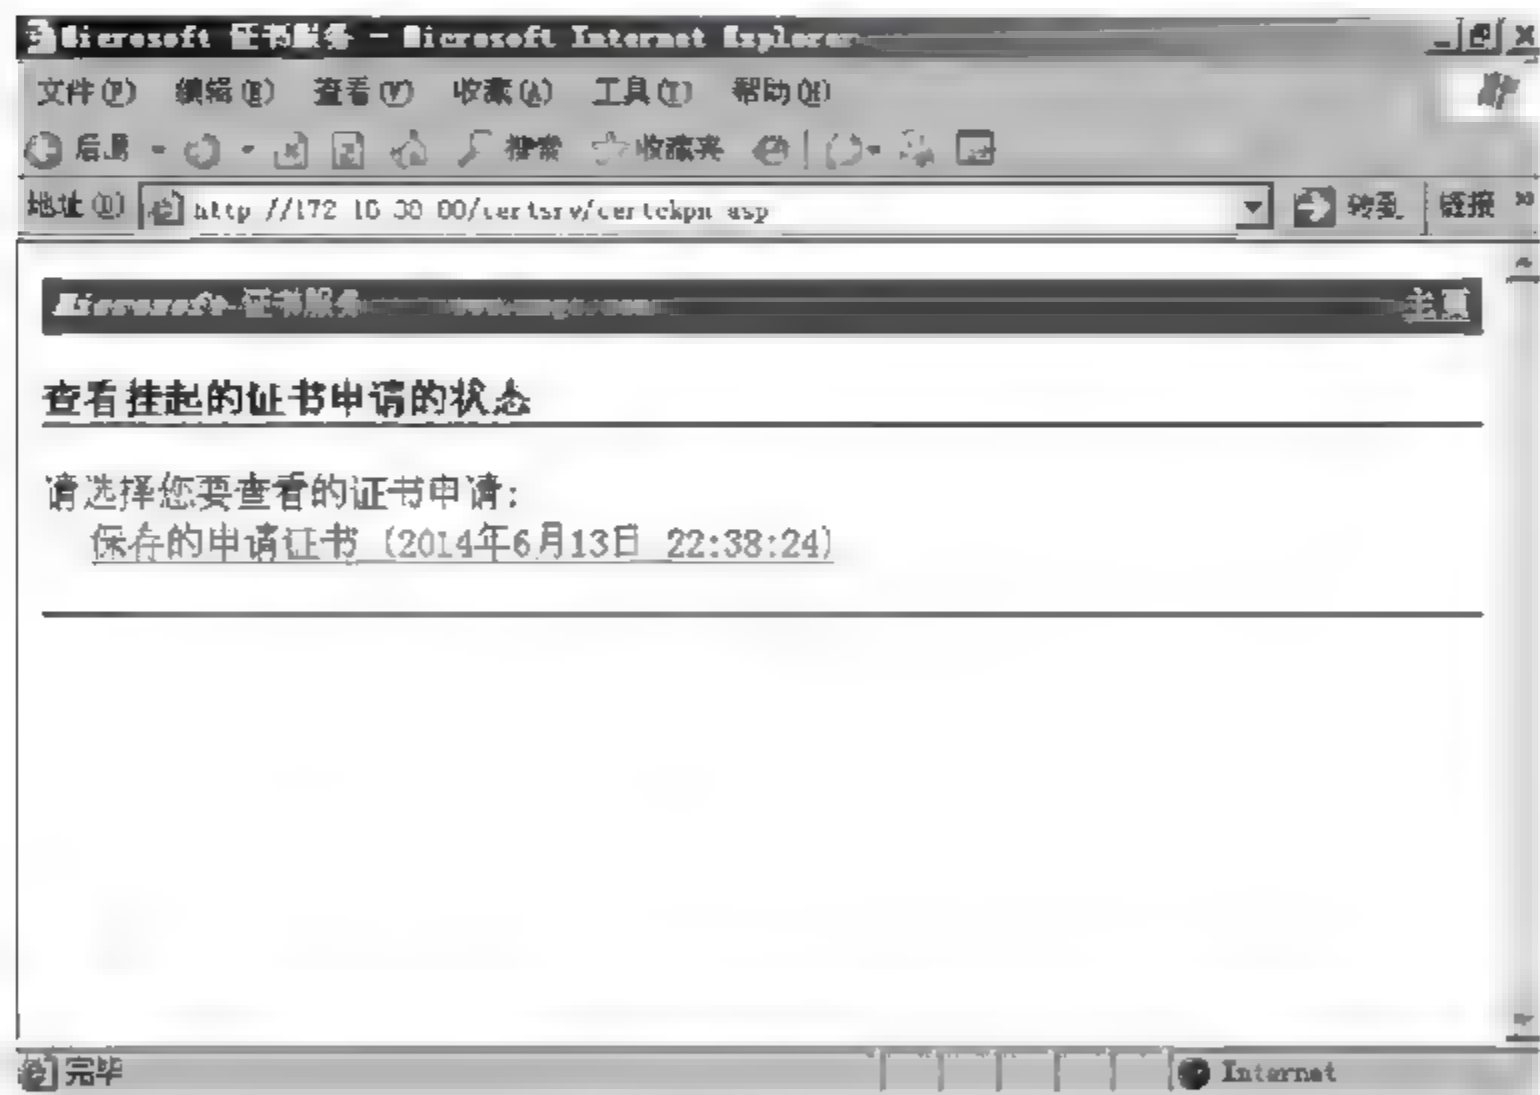 Microsoft 证书服务 - Microsoft Internet Explorer
文件(F) 编辑(E) 查看(V) 收藏(A) 工具(T) 帮助(H)
后退 搜索 收藏夹
地址(D) 转到 链接 »
Microsoft 证书服务 主页
查看挂起的证书申请的状态
请选择您要查看的证书申请:
保存的申请证书 (2014年6月13日 22:38:24)
完毕 Internet